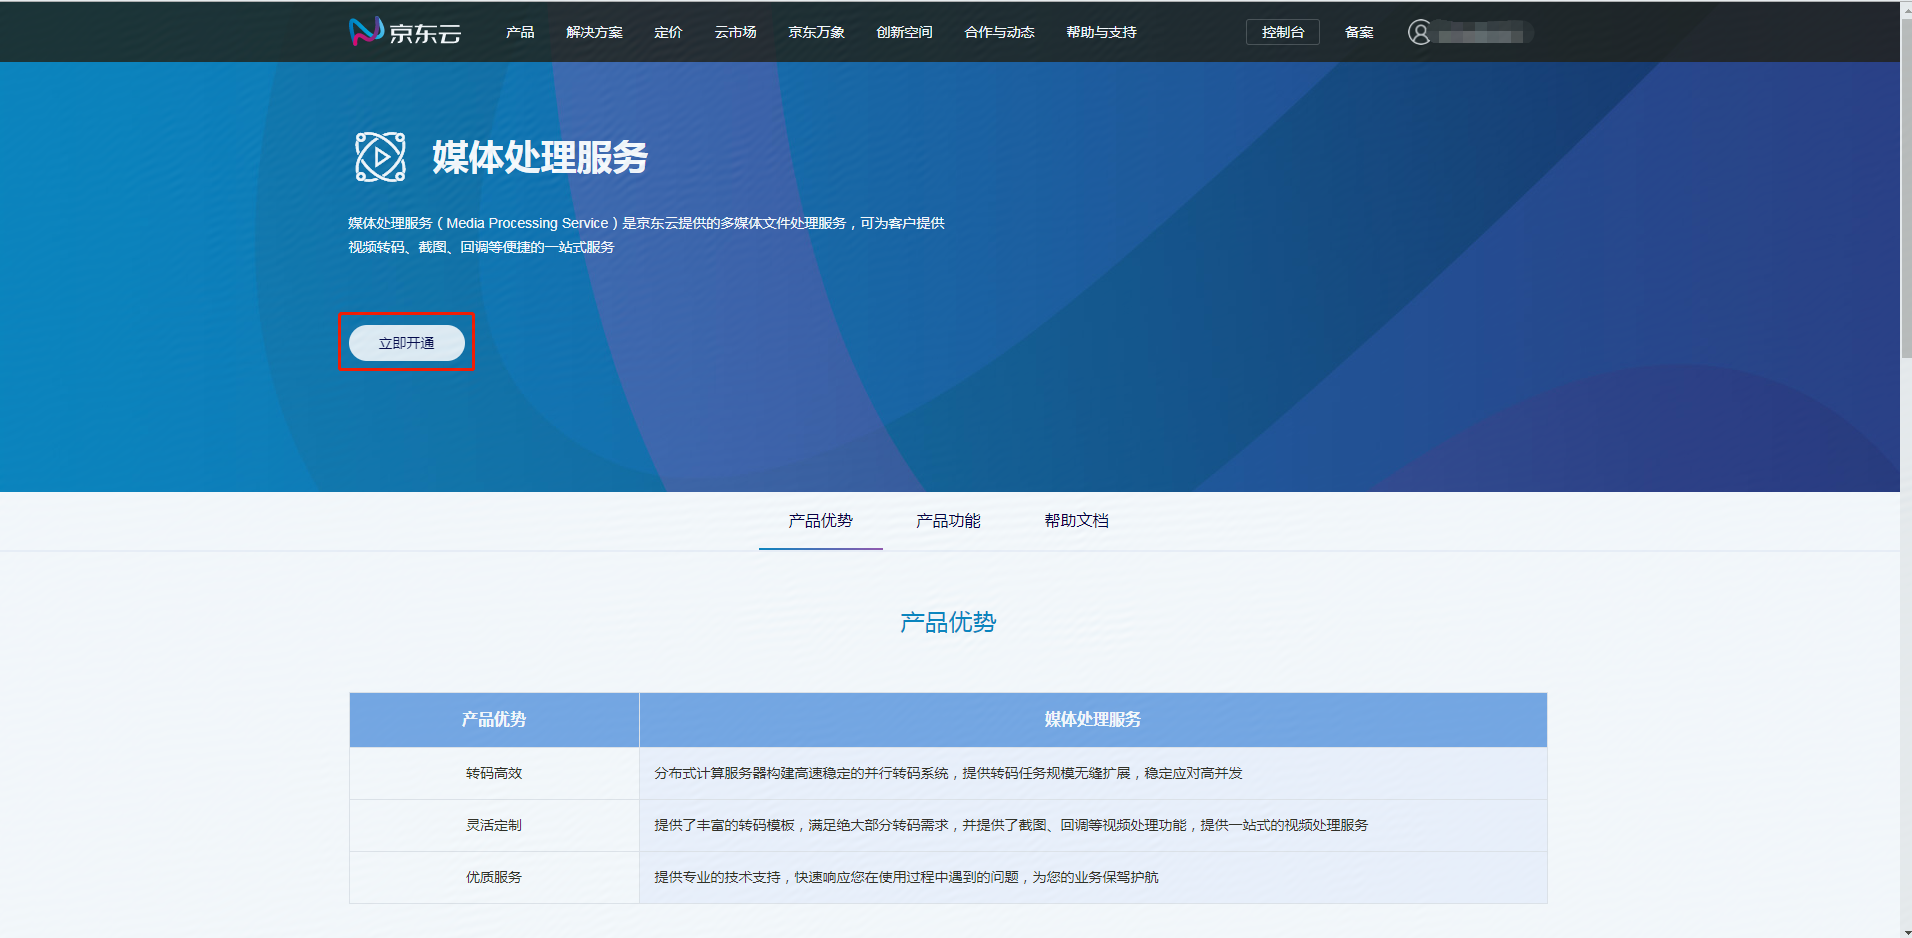 京东云 产品 解决方案 定价 云市场 京东万象 创新空间 合作与动态 帮助与支持 控制台 备案
媒体处理服务
媒体处理服务（Media Processing Service）是京东云提供的多媒体文件处理服务，可为客户提供
视频转码、截图、回调等便捷的一站式服务
立即开通
产品优势 产品功能 帮助文档
产品优势
产品优势 媒体处理服务
转码高效 分布式计算服务器构建高速稳定的并行转码系统，提供转码任务规模无缝扩展，稳定应对高并发
灵活定制 提供了丰富的转码模板，满足绝大部分转码需求，并提供了截图、回调等视频处理功能，提供一站式的视频处理服务
优质服务 提供专业的技术支持，快速响应您在使用过程中遇到的问题，为您的业务保驾护航